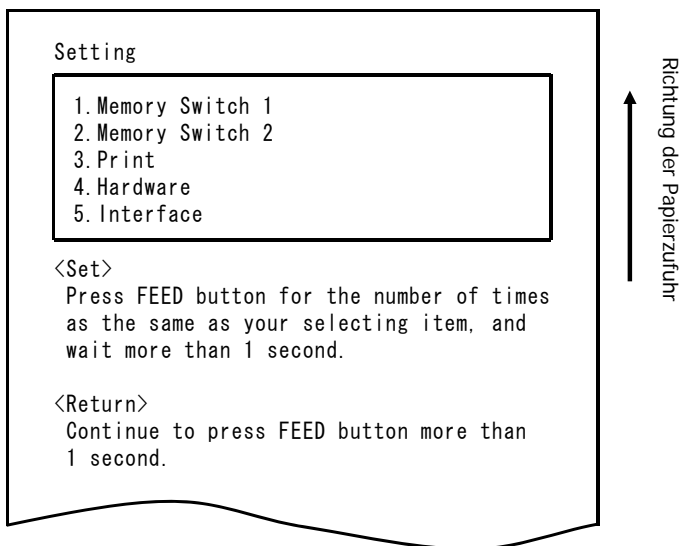 Setting
1.Memory Switch 1
2.Memory Switch 2
3.Print
4.Hardware
5.Interface
<Set>
Press FEED button for the number of times
as the same as your selecting item, and
wait more than 1 second.
<Return>
Continue to press FEED button more than
1 second.
Richtung der Papierzufuhr